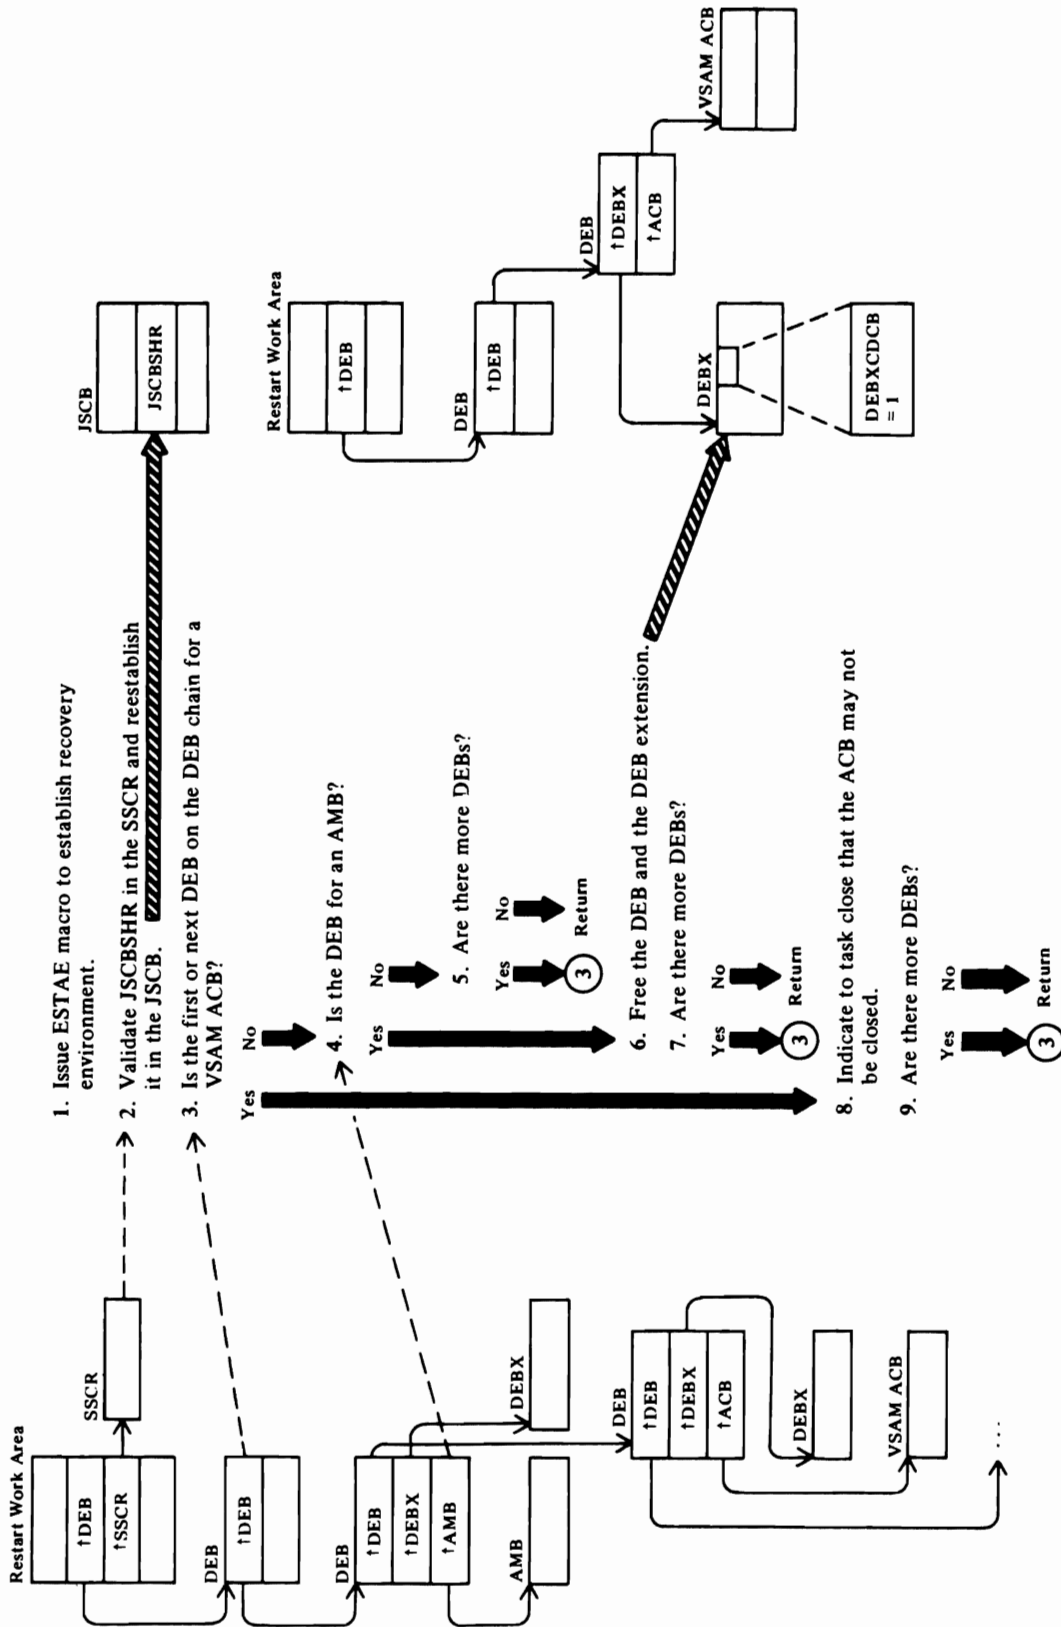 Restart Work Area
↑DEB
↑SSCR
SSCR
DEB
↑DEB
DEB
↑DEB
↑DEBX
↑AMB
AMB
DEBX
DEB
↑DEB
↑DEBX
↑ACB
DEBX
VSAM ACB
...
1. Issue ESTAE macro to establish recovery
environment.
2. Validate JSCBSHR in the SSCR and reestablish
it in the JSCB.
3. Is the first or next DEB on the DEB chain for a
VSAM ACB?
Yes No
4. Is the DEB for an AMB?
Yes No
5. Are there more DEBs?
Yes No
3 Return
6. Free the DEB and the DEB extension.
7. Are there more DEBs?
Yes No
3 Return
8. Indicate to task close that the ACB may not
be closed.
9. Are there more DEBs?
Yes No
3 Return
JSCB
JSCBSHR
Restart Work Area
↑DEB
DEB
↑DEB
DEB
↑DEBX
↑ACB
VSAM ACB
DEBX
DEBXCDCB
= 1